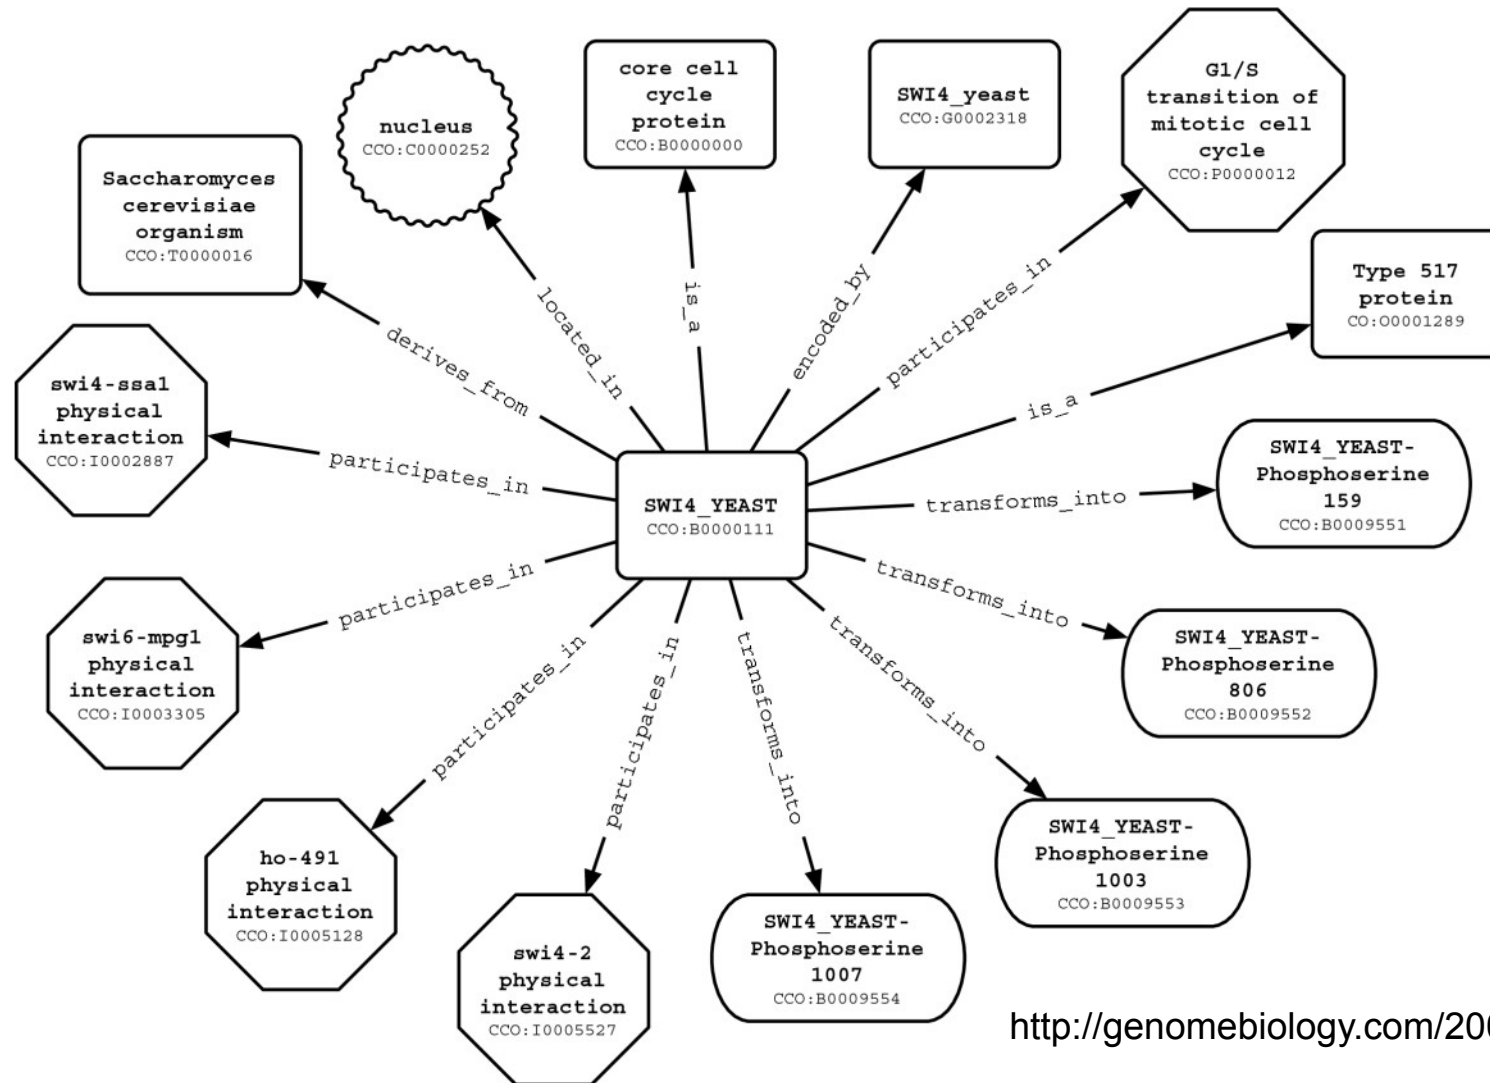 G1/S
transition of
mitotic cell
cycle
CCO:P0000012
core cell
cycle
protein
CCO:B0000000
SWI4_yeast
CCO:G0002318
nucleus
CCO:C0000252
Saccharomyces
cerevisiae
organism
CCO:T0000016
Type 517
protein
CO:O0001289
located_in
is_a
encoded_by
participates_in
derives_from
is_a
swi4-ssa1
physical
interaction
CCO:I0002887
participates_in
SWI4_YEAST
CCO:B0000111
transforms_into
SWI4_YEAST-
Phosphoserine
159
CCO:B0009551
participates_in
transforms_into
swi6-mpg1
physical
interaction
CCO:I0003305
SWI4_YEAST-
Phosphoserine
806
CCO:B0009552
participates_in
participates_in
transforms_into
transforms_into
ho-491
physical
interaction
CCO:I0005128
SWI4_YEAST-
Phosphoserine
1003
CCO:B0009553
swi4-2
physical
interaction
CCO:I0005527
SWI4_YEAST-
Phosphoserine
1007
CCO:B0009554
http://genomebiology.com/200